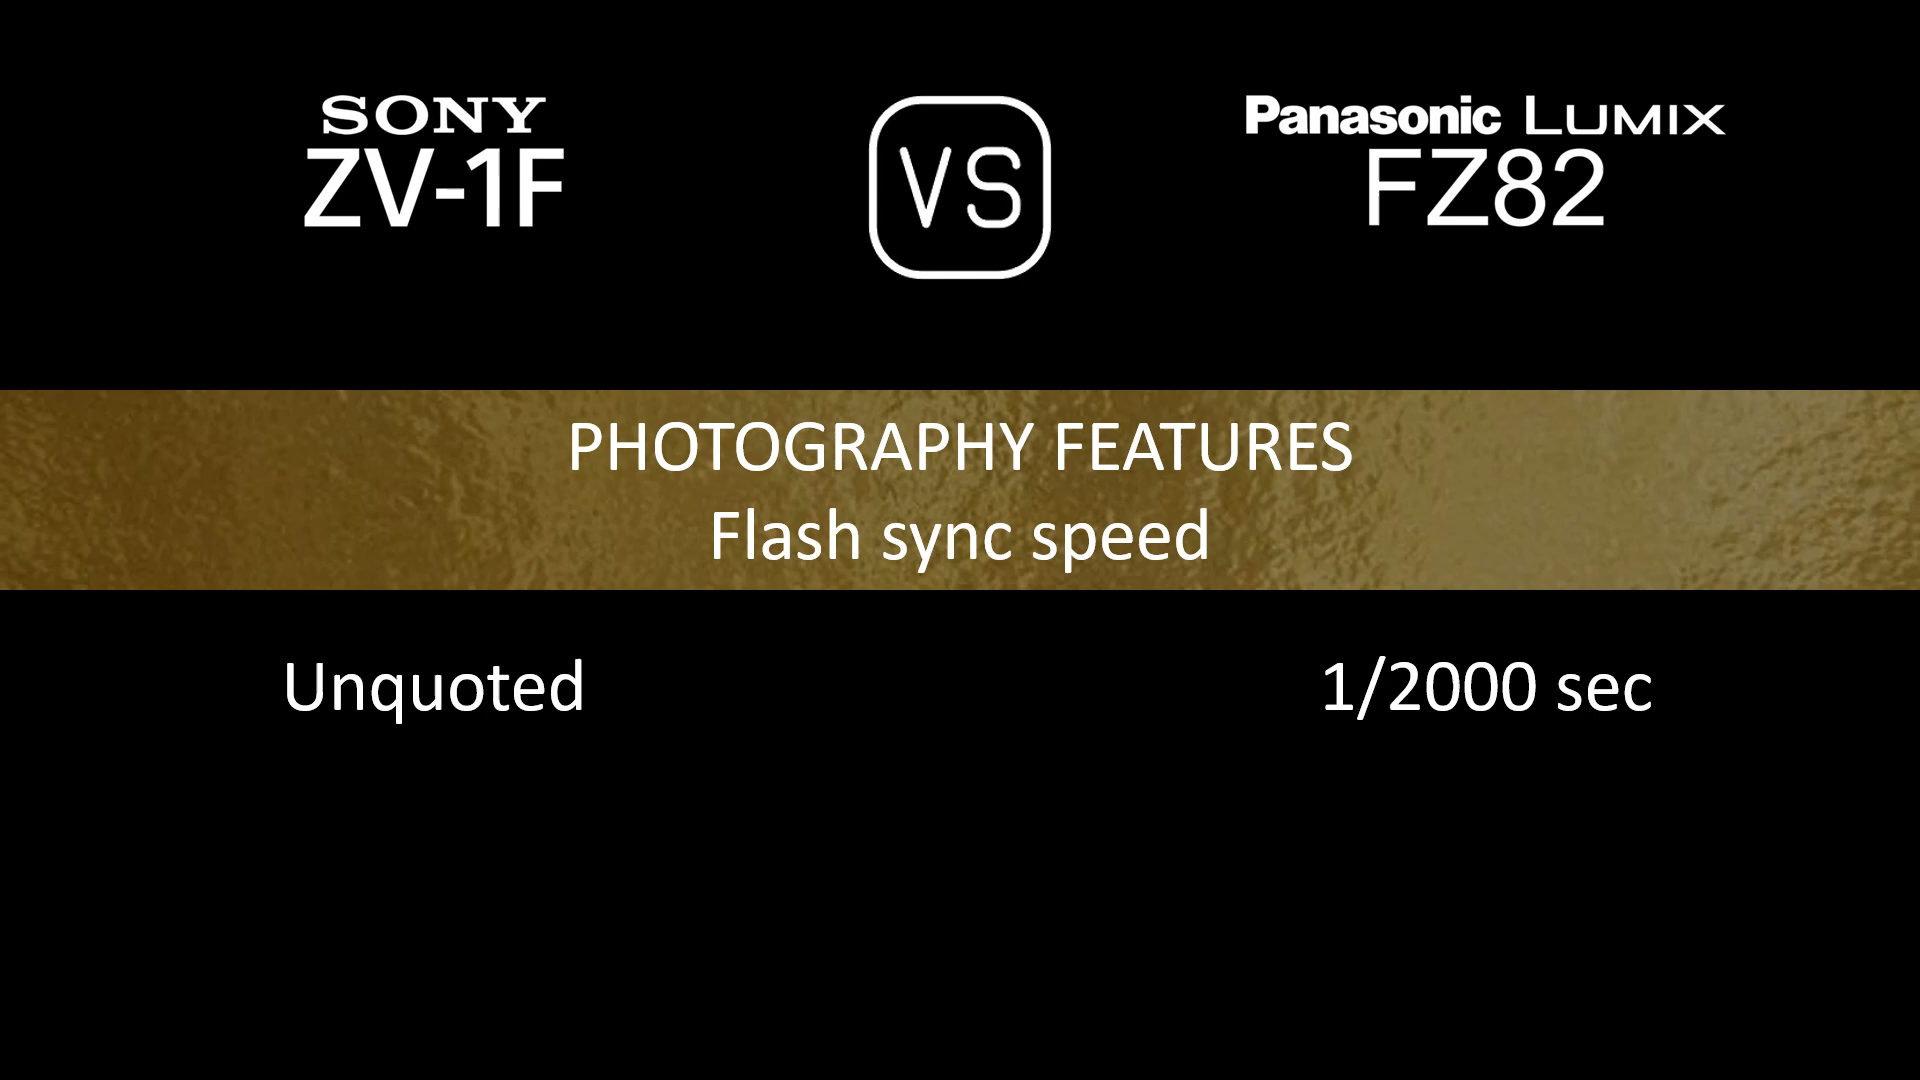 SONY
ZV-1F
VS
Panasonic LUMIX
FZ82
PHOTOGRAPHY FEATURES
Flash sync speed
Unquoted
1/2000 sec